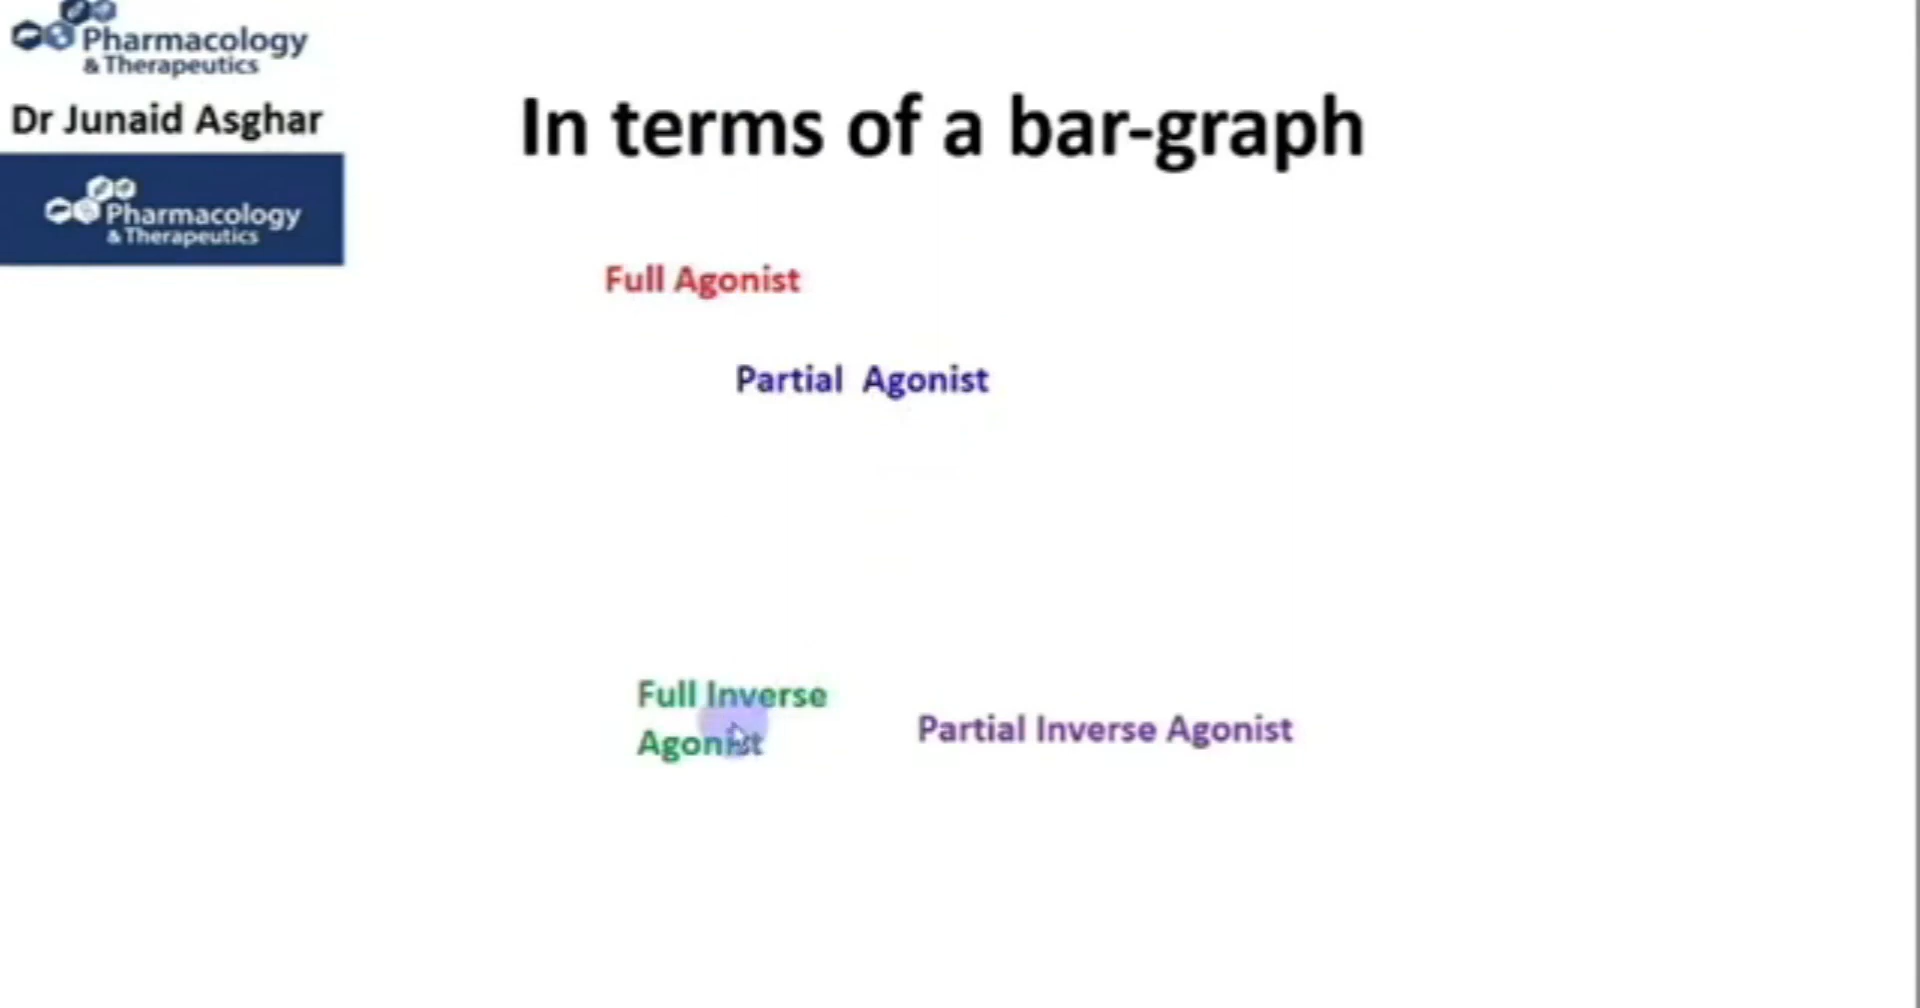 Pharmacology
& Therapeutics
Dr Junaid Asghar
Pharmacology
& Therapeutics
In terms of a bar-graph
Full Agonist
Partial Agonist
Full Inverse
Agonist
Partial Inverse Agonist